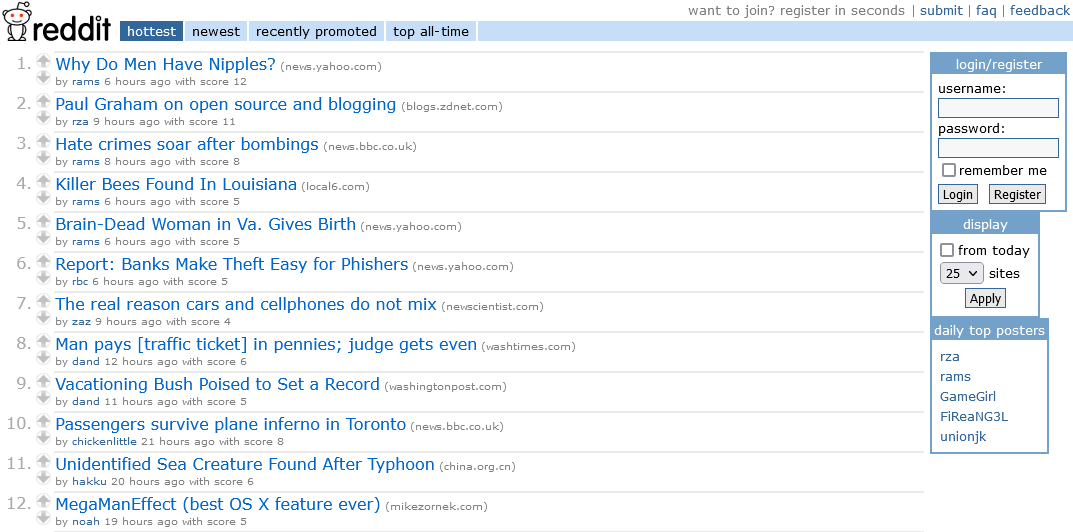 want to join? register in seconds | submit | faq | feedback
reddit hottest newest recently promoted top all-time
1. Why Do Men Have Nipples? (news.yahoo.com)
by rams 6 hours ago with score 12
2. Paul Graham on open source and blogging (blogs.zdnet.com)
by rza 9 hours ago with score 11
3. Hate crimes soar after bombings (news.bbc.co.uk)
by rams 8 hours ago with score 8
4. Killer Bees Found In Louisiana (local6.com)
by rams 6 hours ago with score 5
5. Brain-Dead Woman in Va. Gives Birth (news.yahoo.com)
by rams 6 hours ago with score 5
6. Report: Banks Make Theft Easy for Phishers (news.yahoo.com)
by rbc 6 hours ago with score 5
7. The real reason cars and cellphones do not mix (newscientist.com)
by zaz 9 hours ago with score 4
8. Man pays [traffic ticket] in pennies; judge gets even (washtimes.com)
by dand 12 hours ago with score 6
9. Vacationing Bush Poised to Set a Record (washingtonpost.com)
by dand 11 hours ago with score 5
10. Passengers survive plane inferno in Toronto (news.bbc.co.uk)
by chickenlittle 21 hours ago with score 8
11. Unidentified Sea Creature Found After Typhoon (china.org.cn)
by hakku 20 hours ago with score 6
12. MegaManEffect (best OS X feature ever) (mikezornek.com)
by noah 19 hours ago with score 5
login/register
username:
password:
remember me
Login Register
display
from today
25 sites
Apply
daily top posters
rza
rams
GameGirl
FiReaNG3L
unionjk